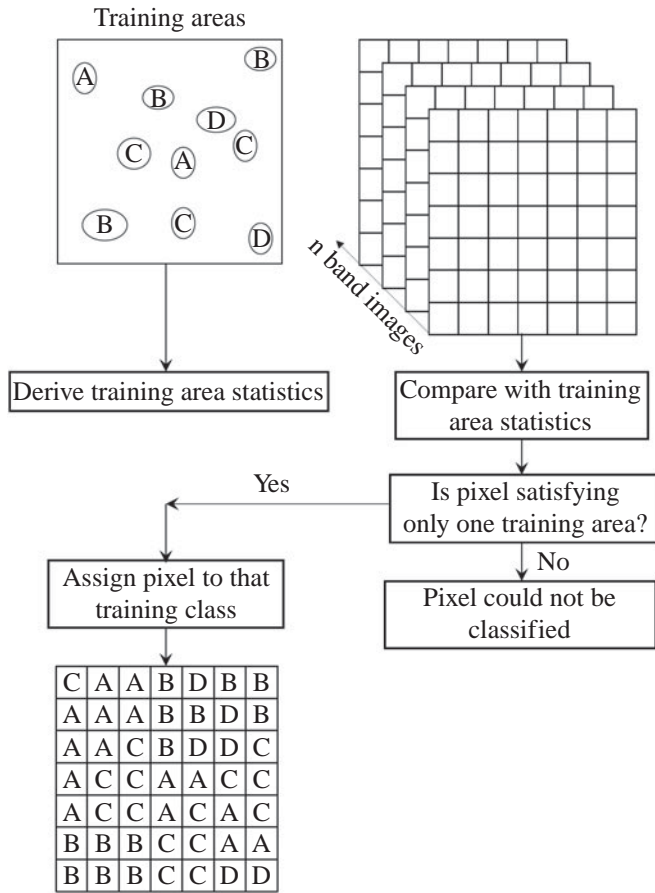 Training areas
B
A
B
D
C
C
A
B
C
D
n band images
Derive training area statistics
Compare with training
area statistics
Is pixel satisfying
only one training area?
Yes
No
Assign pixel to that
training class
Pixel could not be
classified
C A A B D B B
A A A B B D B
A A C B D D C
A C C A A C C
A C C A C A C
B B B C C A A
B B B C C D D